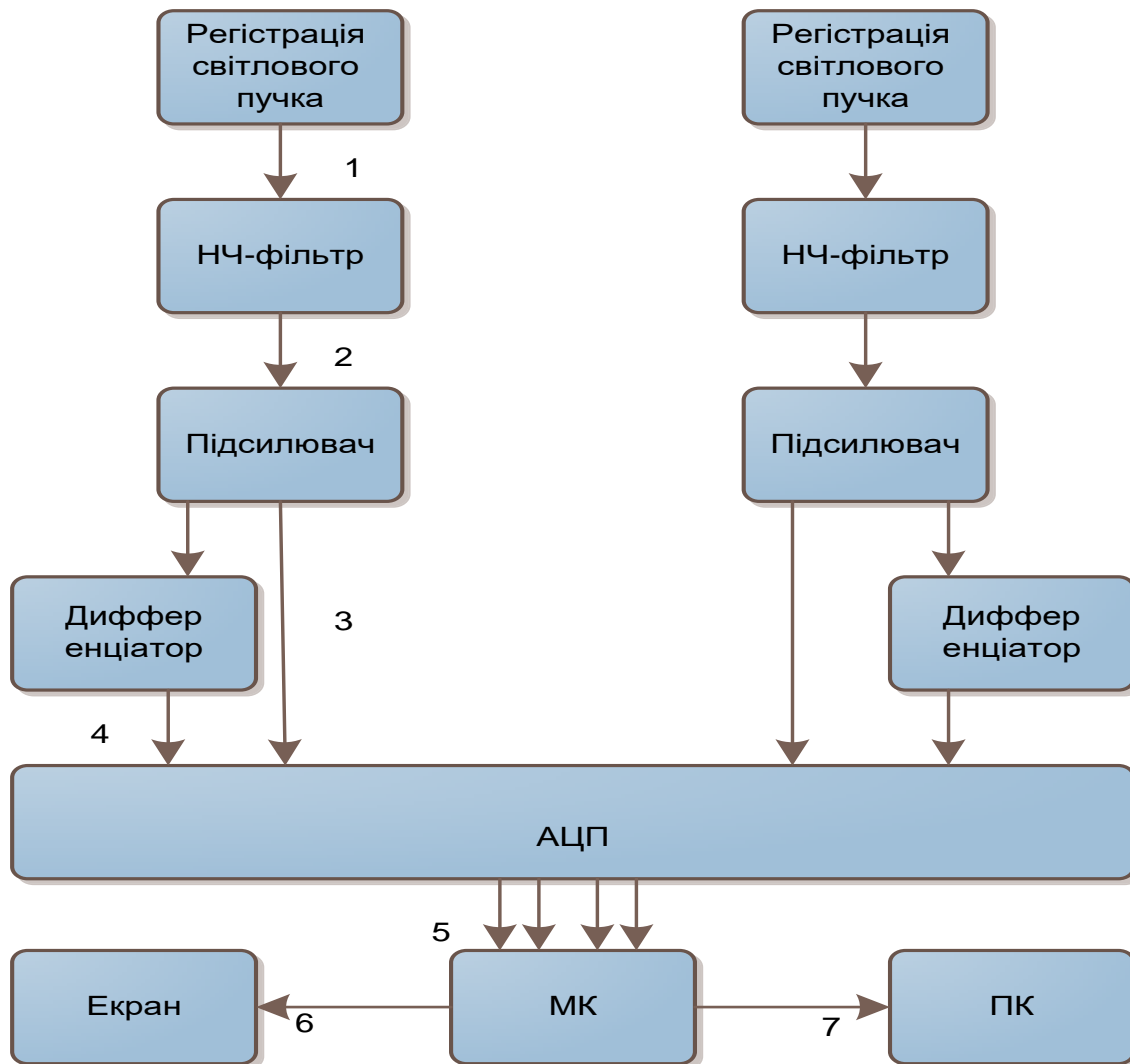 Регістрація
світлового
пучка
Регістрація
світлового
пучка
1
НЧ-фільтр
НЧ-фільтр
2
Підсилювач
Підсилювач
Диффер
енціатор
3
Диффер
енціатор
4
АЦП
5
Екран
6
МК
7
ПК